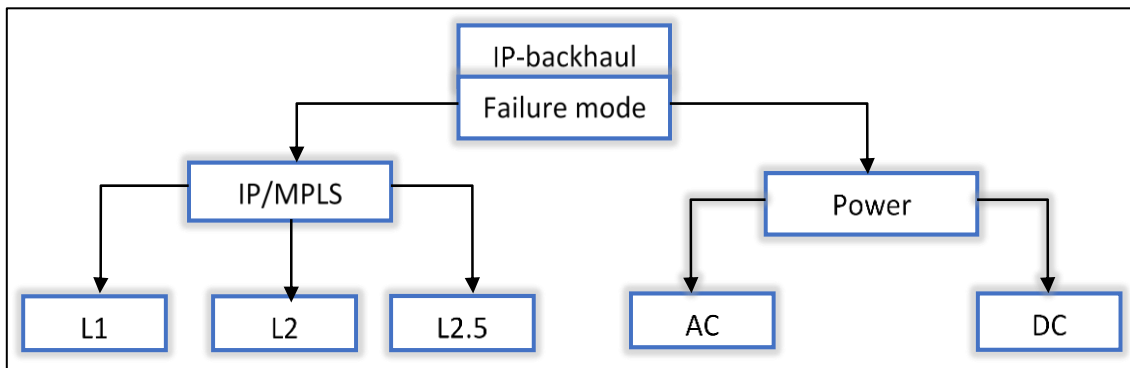 IP-backhaul
Failure mode
IP/MPLS
Power
L1
L2
L2.5
AC
DC